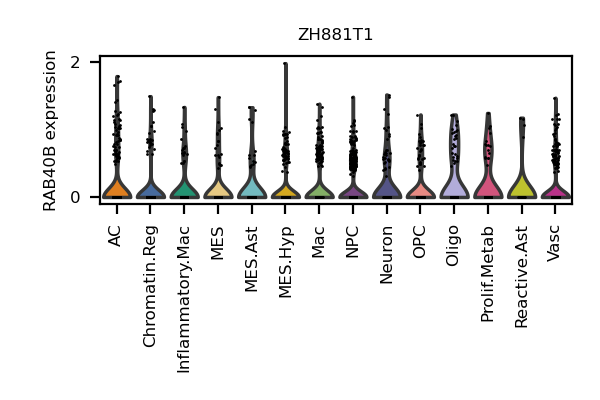 ZH881T1
RAB40B expression
2
0
AC
Chromatin.Reg
Inflammatory.Mac
MES
MES.Ast
MES.Hyp
Mac
NPC
Neuron
OPC
Oligo
Prolif.Metab
Reactive.Ast
Vasc